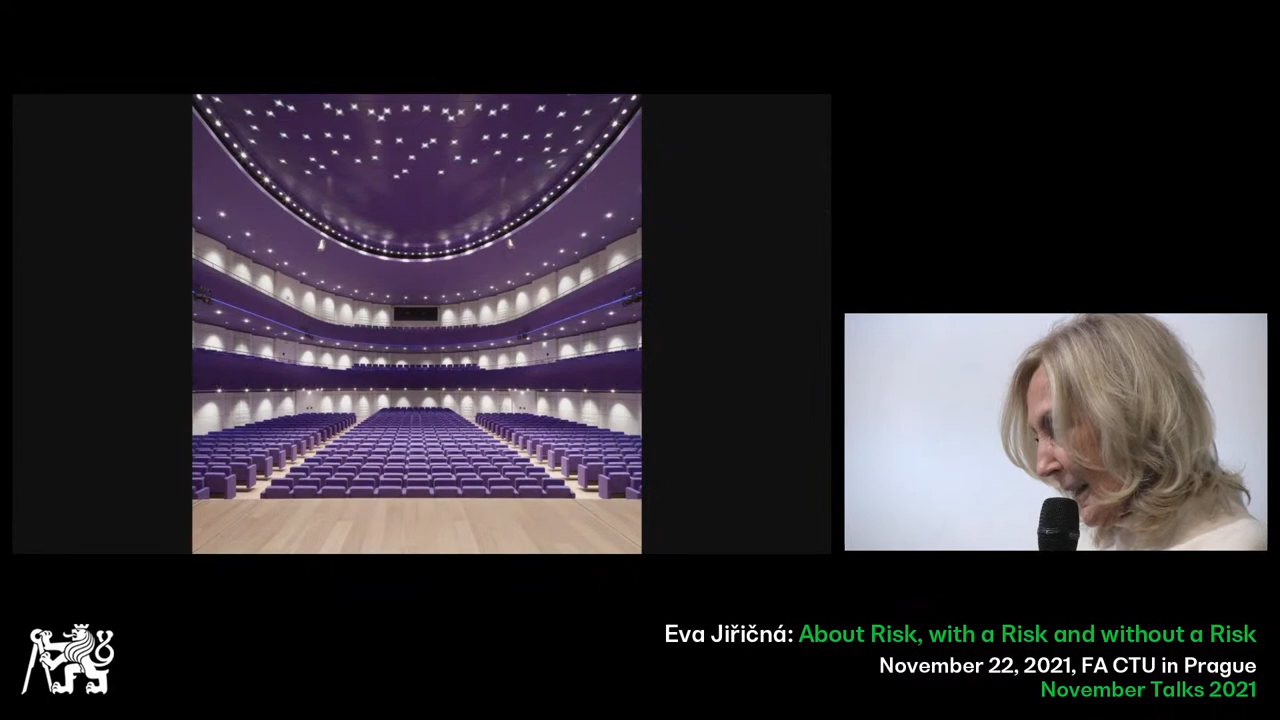 Eva Jiřičná: About Risk, with a Risk and without a Risk
November 22, 2021, FA CTU in Prague
November Talks 2021